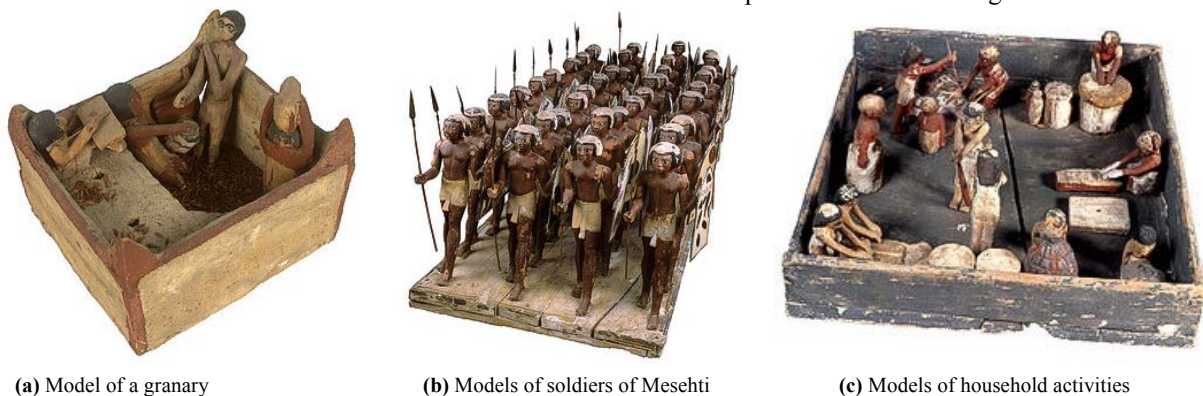 (a) Model of a granary
(b) Models of soldiers of Mesehti
(c) Models of household activities